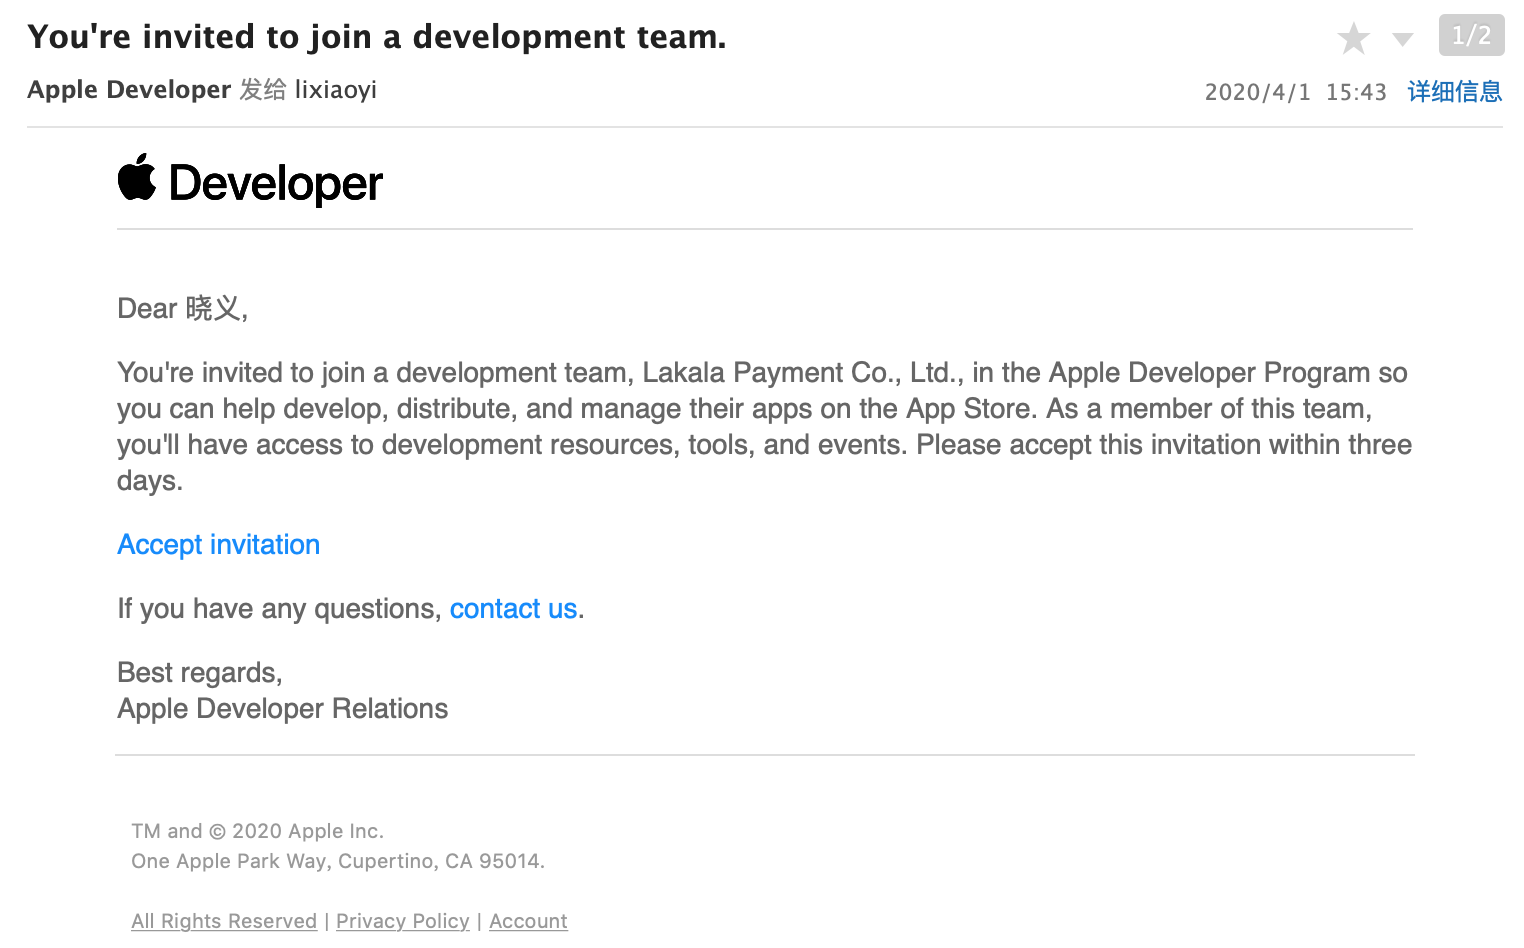 You're invited to join a development team.
1/2
Apple Developer 发给 lixiaoyi
2020/4/1 15:43 详细信息
Developer
Dear 晓义,
You're invited to join a development team, Lakala Payment Co., Ltd., in the Apple Developer Program so
you can help develop, distribute, and manage their apps on the App Store. As a member of this team,
you'll have access to development resources, tools, and events. Please accept this invitation within three
days.
Accept invitation
If you have any questions, contact us.
Best regards,
Apple Developer Relations
TM and © 2020 Apple Inc.
One Apple Park Way, Cupertino, CA 95014.
All Rights Reserved | Privacy Policy | Account